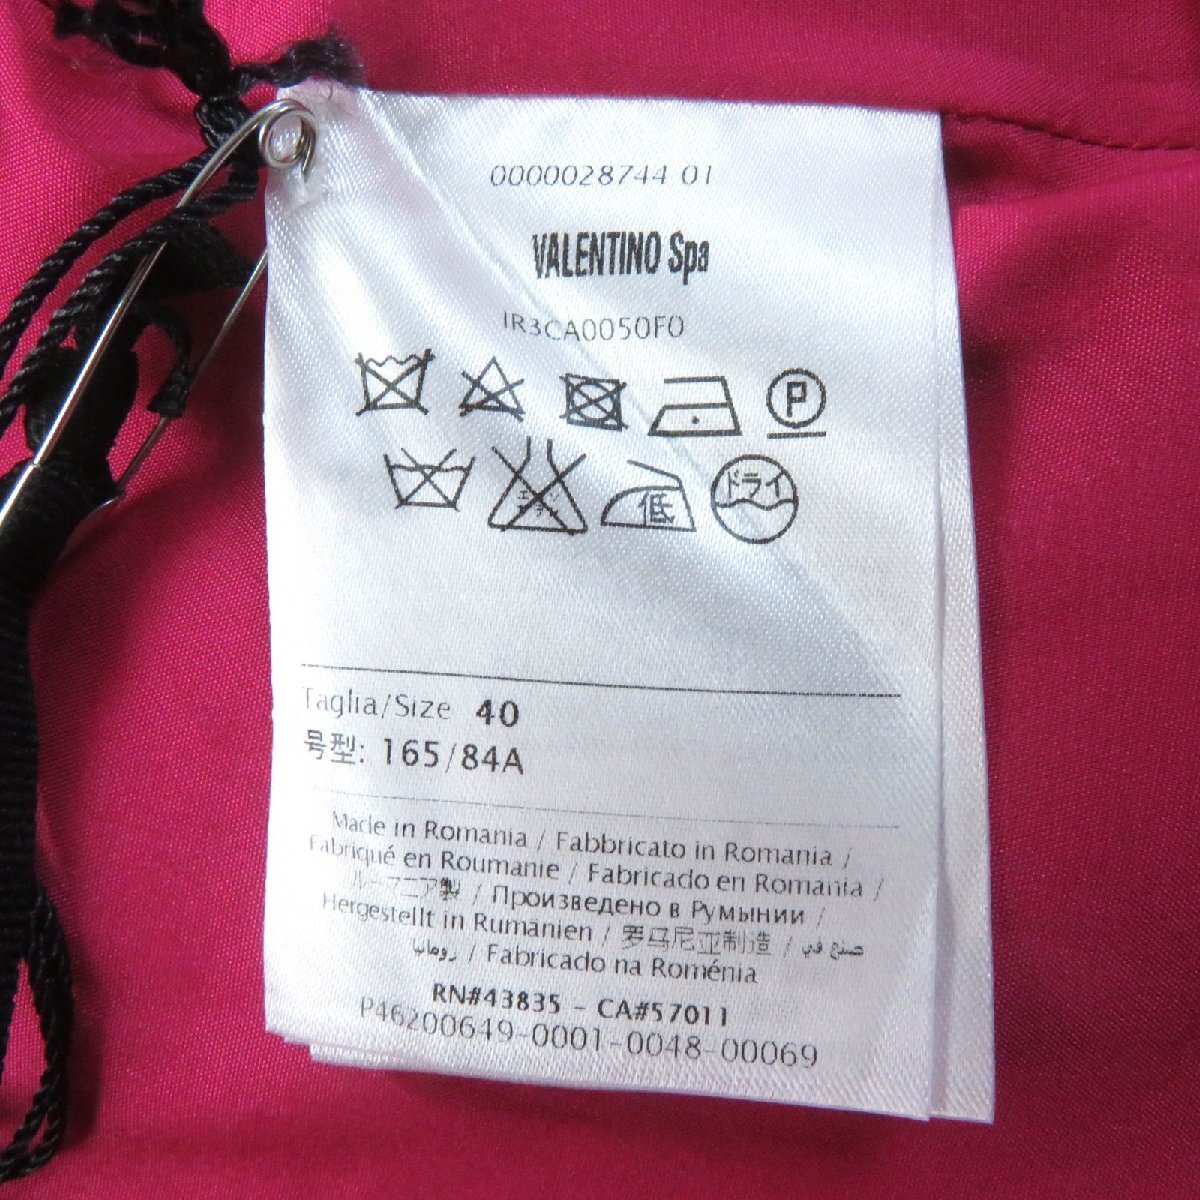 0000028744 01
VALENTINO Spa
IR3CA0050F0
P
低 ドライ
Taglia/Size 40
号型: 165/84A
Made in Romania / Fabbricato in Romania /
Fabriqué en Roumanie / Fabricado en Romania /
ルーマニア製 / Произведено в Румынии /
Hergestellt in Rumänien / 罗马尼亚制造 / صنع في
رومانيا / Fabricado na Roménia
RN#43835 - CA#57011
P46200649-0001-0048-00069